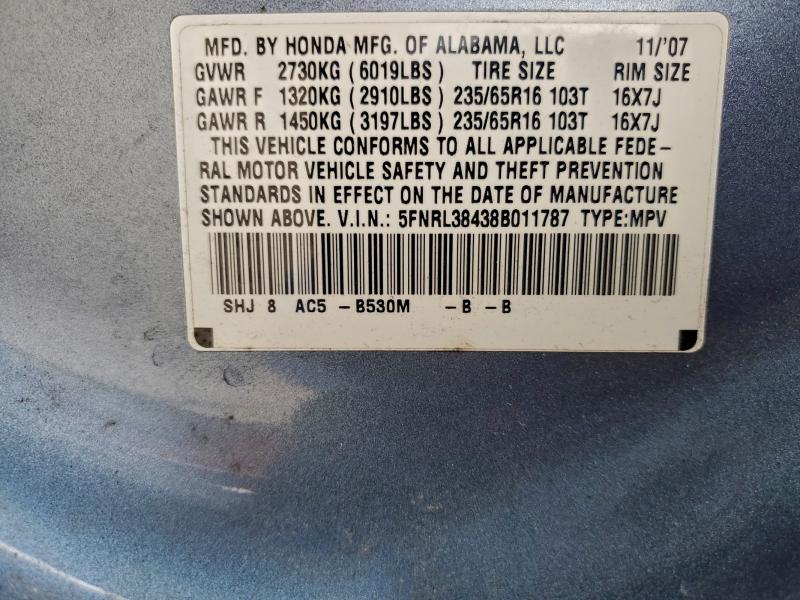 MFD. BY HONDA MFG. OF ALABAMA, LLC 11/'07
GVWR 2730KG (6019LBS) TIRE SIZE RIM SIZE
GAWR F 1320KG (2910LBS) 235/65R16 103T 16X7J
GAWR R 1450KG (3197LBS) 235/65R16 103T 16X7J
THIS VEHICLE CONFORMS TO ALL APPLICABLE FEDE-
RAL MOTOR VEHICLE SAFETY AND THEFT PREVENTION
STANDARDS IN EFFECT ON THE DATE OF MANUFACTURE
SHOWN ABOVE. V.I.N.: 5FNRL38438B011787 TYPE:MPV
SHJ 8 AC5 -B530M -B -B